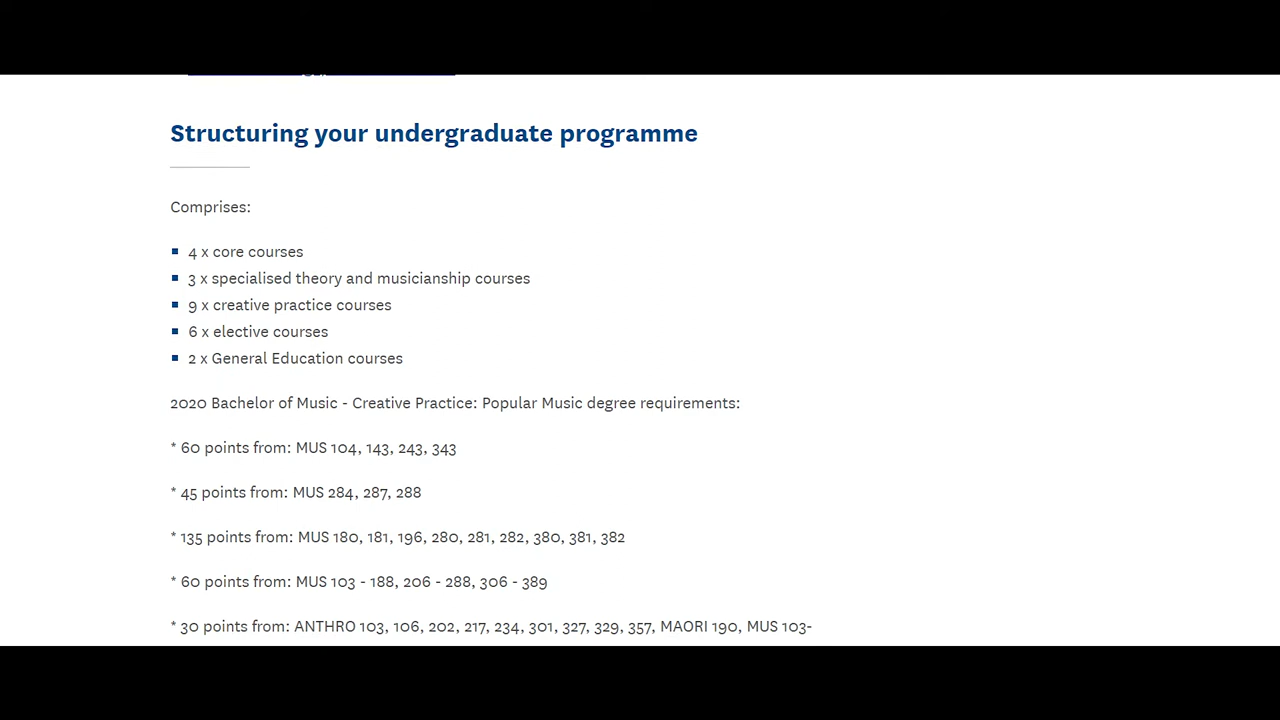 Structuring your undergraduate programme
Comprises:
4 x core courses
3 x specialised theory and musicianship courses
9 x creative practice courses
6 x elective courses
2 x General Education courses
2020 Bachelor of Music - Creative Practice: Popular Music degree requirements:
* 60 points from: MUS 104, 143, 243, 343
* 45 points from: MUS 284, 287, 288
* 135 points from: MUS 180, 181, 196, 280, 281, 282, 380, 381, 382
* 60 points from: MUS 103 - 188, 206 - 288, 306 - 389
* 30 points from: ANTHRO 103, 106, 202, 217, 234, 301, 327, 329, 357, MAORI 190, MUS 103-